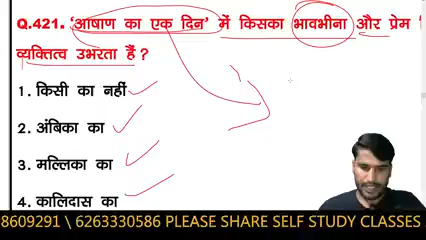 Q.421. 'आषाण का एक दिन' में किसका भावभीना और प्रेम
व्यक्तित्व उभरता हैं ?
1. किसी का नहीं
2. अंबिका का
3. मल्लिका का
4. कालिदास का
8609291 \ 6263330586 PLEASE SHARE SELF STUDY CLASSES